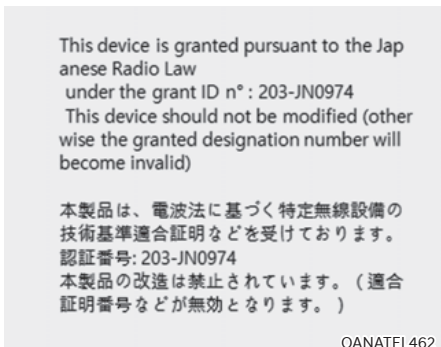 This device is granted pursuant to the Jap
anese Radio Law
under the grant ID n° : 203-JN0974
This device should not be modified (other
wise the granted designation number will
become invalid)
本製品は、電波法に基づく特定無線設備の
技術基準適合証明などを受けております。
認証番号: 203-JN0974
本製品の改造は禁止されています。(適合
証明番号などが無効となります。)
OANATEL462